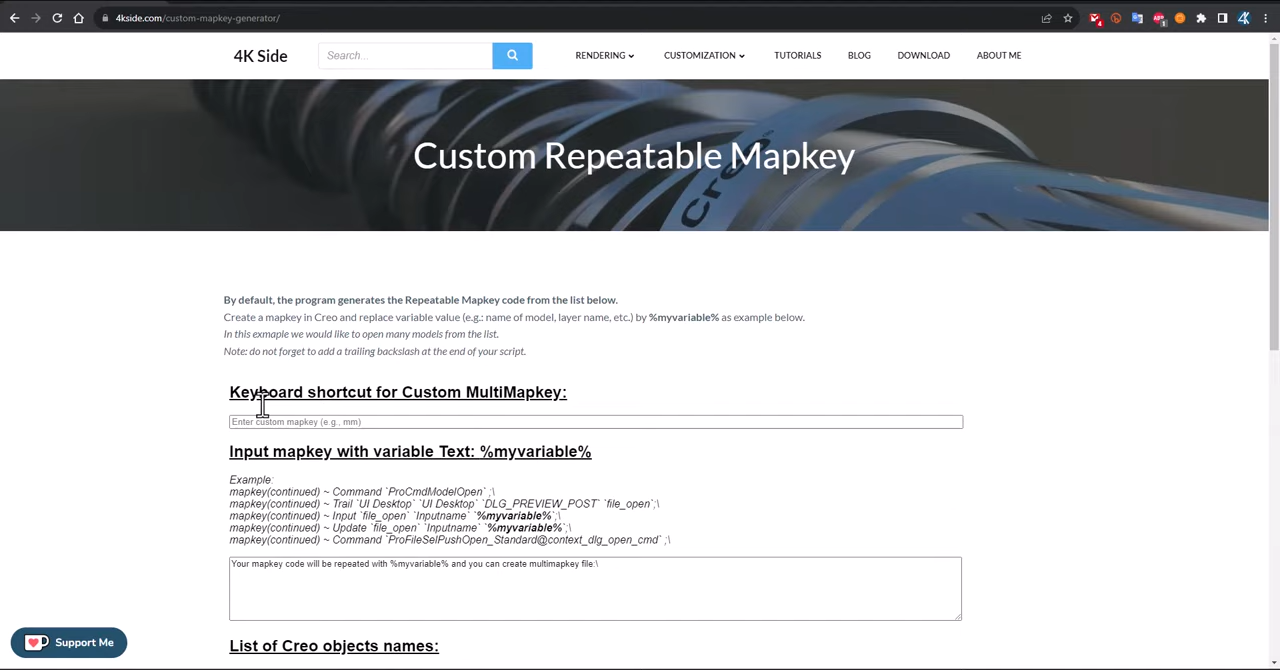 4kside.com/custom-mapkey-generator/
4K Side
Search...
RENDERING
CUSTOMIZATION
TUTORIALS
BLOG
DOWNLOAD
ABOUT ME
Creo™
Custom Repeatable Mapkey
By default, the program generates the Repeatable Mapkey code from the list below.
Create a mapkey in Creo and replace variable value (e.g.: name of model, layer name, etc.) by %myvariable% as example below.
In this exmaple we would like to open many models from the list.
Note: do not forget to add a trailing backslash at the end of your script.
Keyboard shortcut for Custom MultiMapkey:
Enter custom mapkey (e.g., mm)
Input mapkey with variable Text: %myvariable%
Example:
mapkey(continued) ~ Command `ProCmdModelOpen` ;\
mapkey(continued) ~ Trail `UI Desktop` `UI Desktop` `DLG_PREVIEW_POST` `file_open`;\
mapkey(continued) ~ Input `file_open` `Inputname` `%myvariable%`;\
mapkey(continued) ~ Update `file_open` `Inputname` `%myvariable%`;\
mapkey(continued) ~ Command `ProFileSelPushOpen_Standard@context_dlg_open_cmd` ;\
Your mapkey code will be repeated with %myvariable% and you can create multimapkey file:\
List of Creo objects names:
Support Me